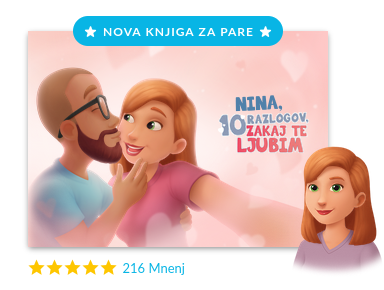 NOVA KNJIGA ZA PARE
NINA,
10 RAZLOGOV,
ZAKAJ TE
LJUBIM
216 Mnenj